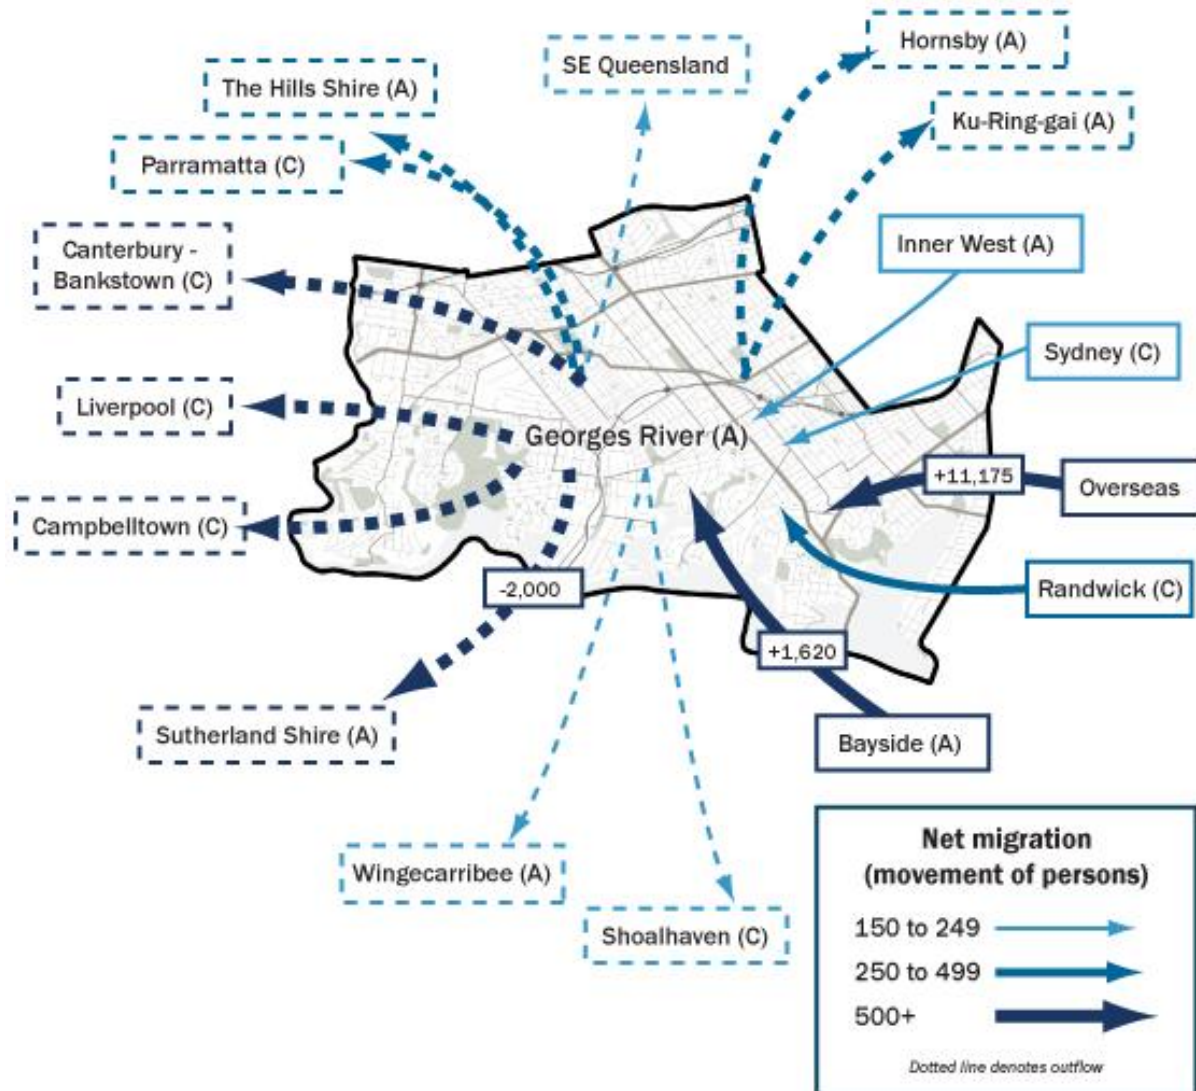 Hornsby (A)
SE Queensland
The Hills Shire (A)
Ku-Ring-gai (A)
Parramatta (C)
Canterbury -
Bankstown (C)
Inner West (A)
Sydney (C)
Liverpool (C)
Georges River (A)
+11,175
Overseas
Campbelltown (C)
-2,000
Randwick (C)
+1,620
Sutherland Shire (A)
Bayside (A)
Wingecarribee (A)
Shoalhaven (C)
Net migration
(movement of persons)
150 to 249
250 to 499
500+
Dotted line denotes outflow